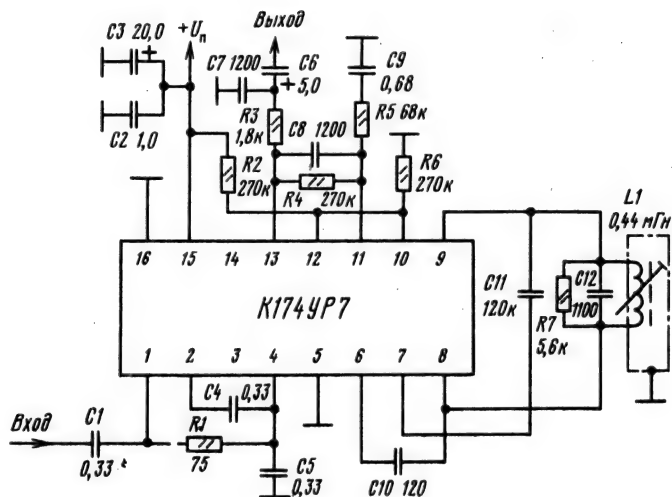 C3 20,0
+
+Uп
Выход
C7 1200
C6
+ 5,0
C9
0,68
C2 1,0
R3
1,8к
C8
1200
R5 68к
R2
270к
R4
270к
R6
270к
L1
0,44 мГн
16 15 14 13 12 11 10 9
К174УР7
C11
120к
C12
1100
R7
5,6к
1 2 3 4 5 6 7 8
C4
0,33
Вход
C1
0,33
R1
75
C5
0,33
C10 120